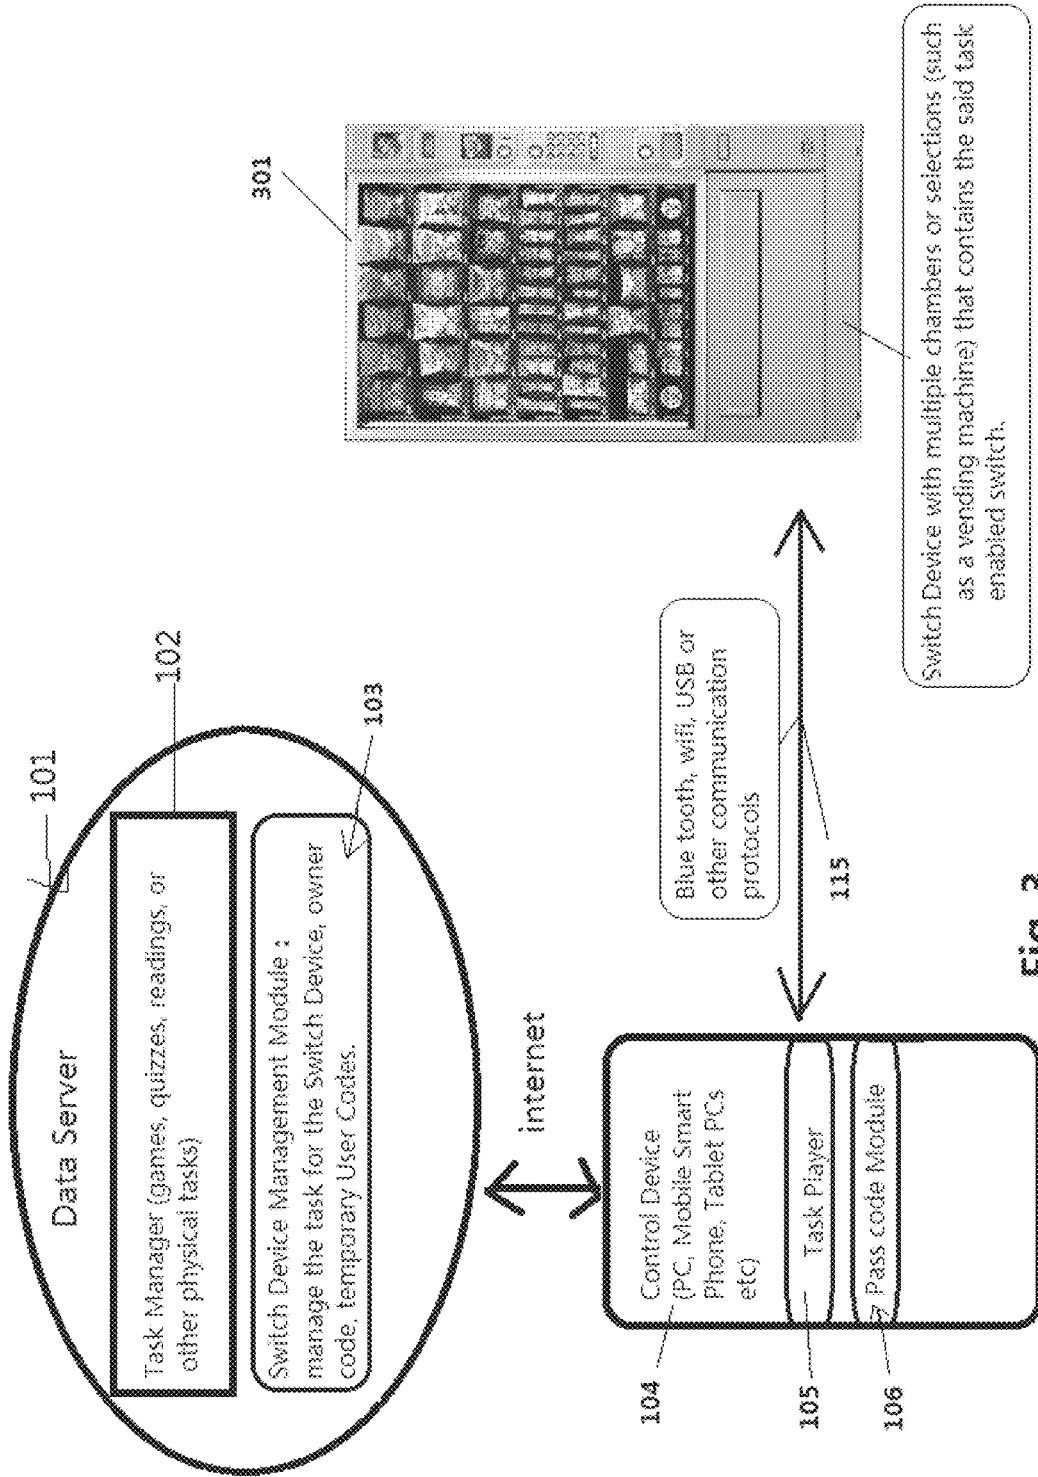 101
Data Server
102
Task Manager (games, quizzes, readings, or
other physical tasks)
103
Switch Device Management Module :
manage the task for the Switch Device, owner
code, temporary User Codes.
internet
104
Control Device
(PC, Mobile Smart
Phone, Tablet PCs
etc)
105
Task Player
106
Pass code Module
Blue tooth, wifi, USB or
other communication
protocols
115
301
Switch Device with multiple chambers or selections (such
as a vending machine) that contains the said task
enabled switch.
Fig.